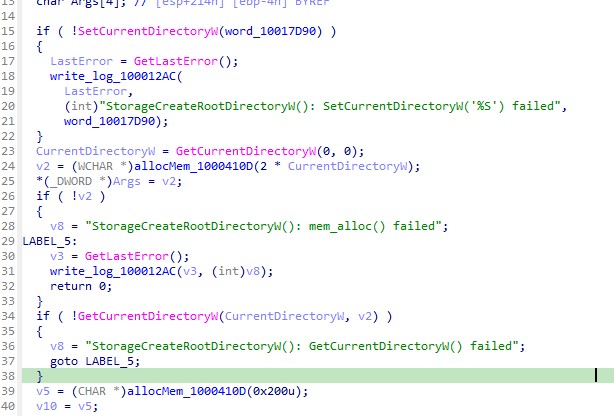 13 char Args[4]; // [esp+214h] [ebp-4h] BYREF
14
15 if ( !SetCurrentDirectoryW(word_10017D90) )
16 {
17 LastError = GetLastError();
18 write_log_100012AC(
19 LastError,
20 (int)"StorageCreateRootDirectoryW(): SetCurrentDirectoryW('%S') failed",
21 word_10017D90);
22 }
23 CurrentDirectoryW = GetCurrentDirectoryW(0, 0);
24 v2 = (WCHAR *)allocMem_1000410D(2 * CurrentDirectoryW);
25 *(_DWORD *)Args = v2;
26 if ( !v2 )
27 {
28 v8 = "StorageCreateRootDirectoryW(): mem_alloc() failed";
29 LABEL_5:
30 v3 = GetLastError();
31 write_log_100012AC(v3, (int)v8);
32 return 0;
33 }
34 if ( !GetCurrentDirectoryW(CurrentDirectoryW, v2) )
35 {
36 v8 = "StorageCreateRootDirectoryW(): GetCurrentDirectoryW() failed";
37 goto LABEL_5;
38 }
39 v5 = (CHAR *)allocMem_1000410D(0x200u);
40 v10 = v5;